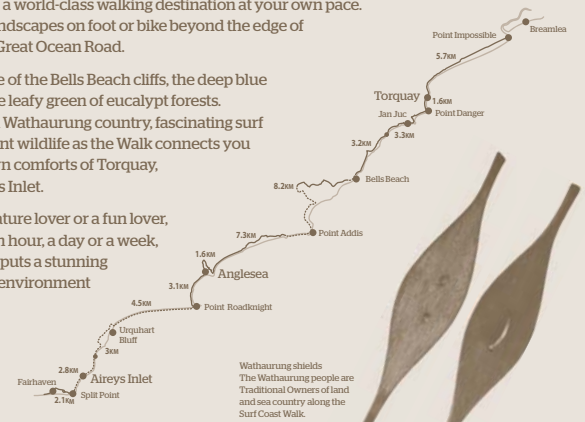 a world-class walking destination at your own pace.
ndscapes on foot or bike beyond the edge of
Great Ocean Road.
e of the Bells Beach cliffs, the deep blue
e leafy green of eucalypt forests.
Wathaurung country, fascinating surf
nt wildlife as the Walk connects you
n comforts of Torquay,
s Inlet.
ature lover or a fun lover,
n hour, a day or a week,
puts a stunning
environment
Breamlea
Point Impossible
5.7KM
Torquay
1.6KM
Point Danger
Jan Juc
3.3KM
3.2KM
Bells Beach
8.2KM
Point Addis
7.3KM
1.6KM
Anglesea
3.1KM
Point Roadknight
4.5KM
Urquhart
Bluff
3KM
2.8KM
Aireys Inlet
Fairhaven
Split Point
2.1KM
Wathaurung shields
The Wathaurung people are
Traditional Owners of land
and sea country along the
Surf Coast Walk.